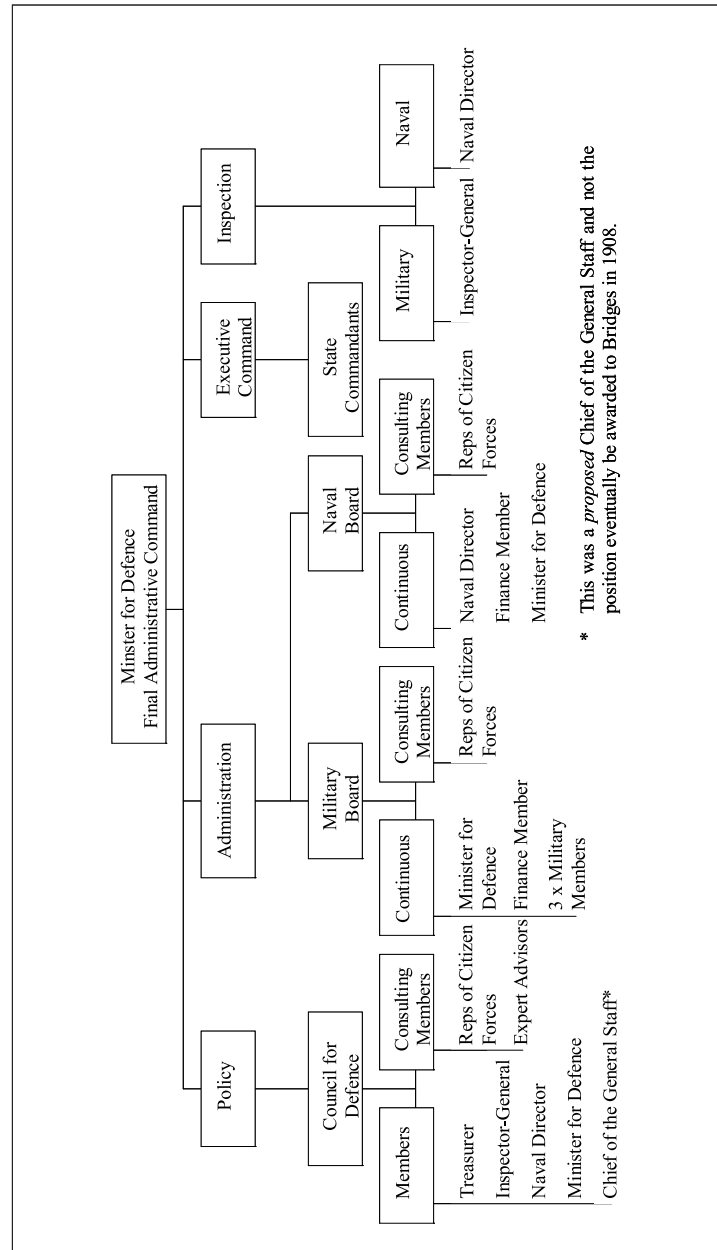 Minster for Defence
Final Administrative Command
Policy
Administration
Executive
Command
Inspection
Council for
Defence
Military
Board
Naval
Board
State
Commandants
Members
Consulting
Members
Continuous
Consulting
Members
Continuous
Consulting
Members
Military
Naval
Treasurer
Inspector-General
Naval Director
Minister for Defence
Chief of the General Staff*
Reps of Citizen
Forces
Expert Advisors
Minister for
Defence
Finance Member
3 x Military
Members
Reps of Citizen
Forces
Naval Director
Finance Member
Minister for Defence
Reps of Citizen
Forces
Inspector-General
Naval Director
* This was a proposed Chief of the General Staff and not the
position eventually be awarded to Bridges in 1908.